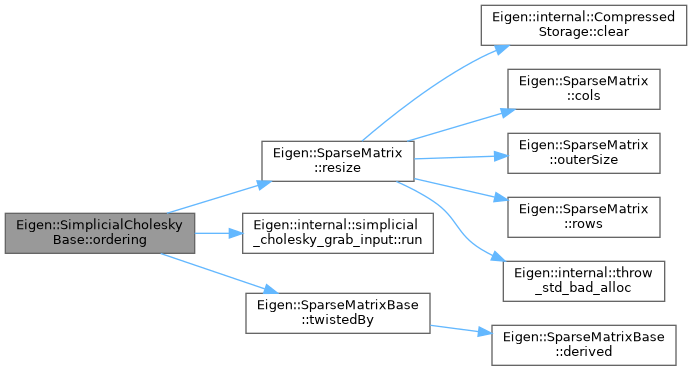 Eigen::SimplicialCholesky
Base::ordering
Eigen::SparseMatrix
::resize
Eigen::internal::Compressed
Storage::clear
Eigen::SparseMatrix
::cols
Eigen::SparseMatrix
::outerSize
Eigen::SparseMatrix
::rows
Eigen::internal::throw
_std_bad_alloc
Eigen::internal::simplicial
_cholesky_grab_input::run
Eigen::SparseMatrixBase
::twistedBy
Eigen::SparseMatrixBase
::derived